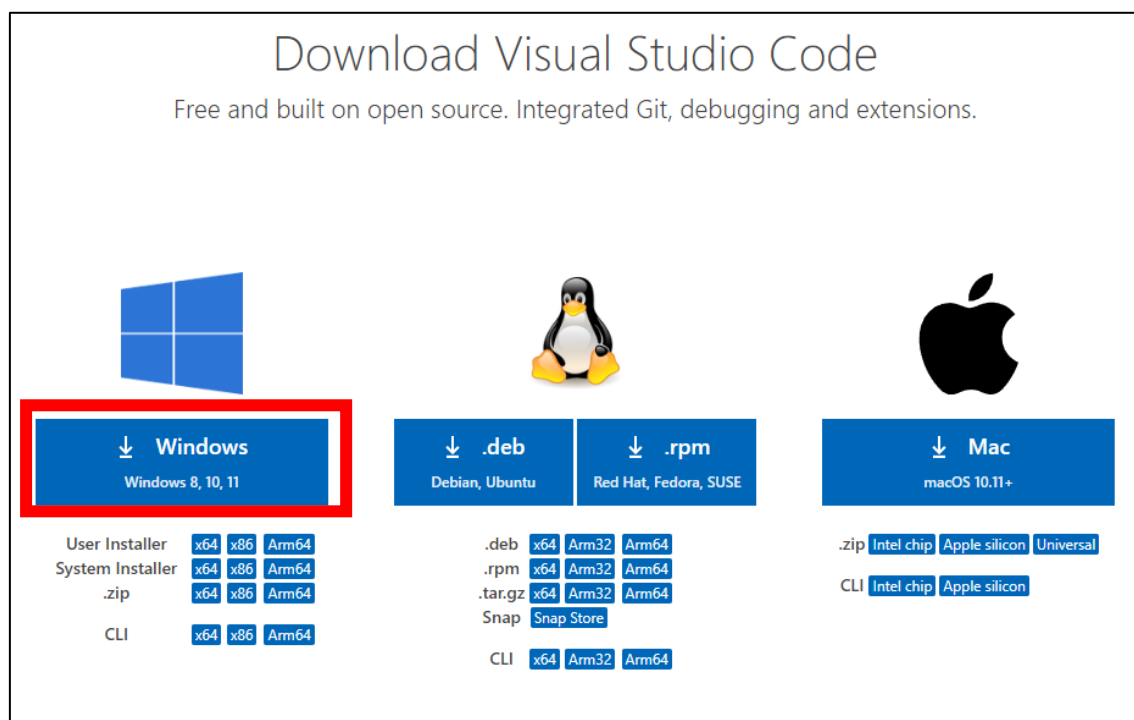 Download Visual Studio Code
Free and built on open source. Integrated Git, debugging and extensions.
Windows
Windows 8, 10, 11
User Installer x64 x86 Arm64
System Installer x64 x86 Arm64
.zip x64 x86 Arm64
CLI x64 x86 Arm64
.deb
Debian, Ubuntu
.rpm
Red Hat, Fedora, SUSE
.deb x64 Arm32 Arm64
.rpm x64 Arm32 Arm64
.tar.gz x64 Arm32 Arm64
Snap Snap Store
CLI x64 Arm32 Arm64
Mac
macOS 10.11+
.zip Intel chip Apple silicon Universal
CLI Intel chip Apple silicon